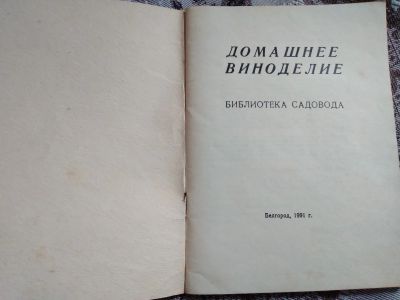 ДОМАШНЕЕ
ВИНОДЕЛИЕ
БИБЛИОТЕКА САДОВОДА
Белгород, 1991 г.